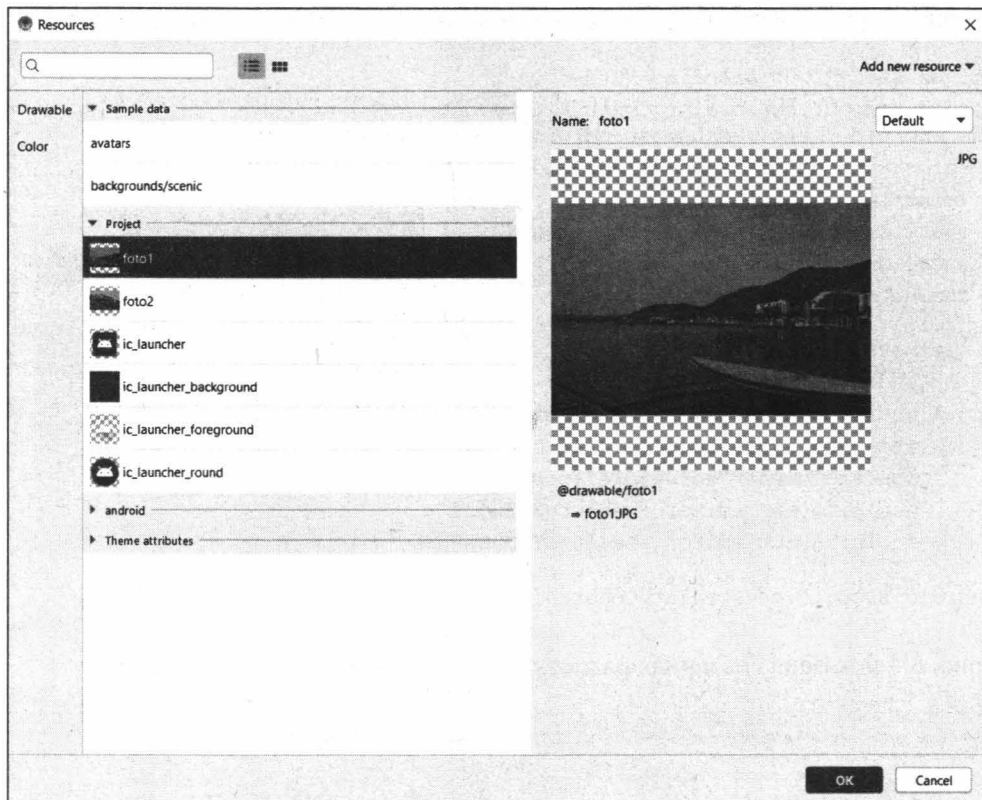 Resources
Add new resource
Drawable
Color
Sample data
avatars
backgrounds/scenic
Project
foto1
foto2
ic_launcher
ic_launcher_background
ic_launcher_foreground
ic_launcher_round
android
Theme attributes
Name: foto1
Default
JPG
@drawable/foto1
⇒ foto1.JPG
OK
Cancel